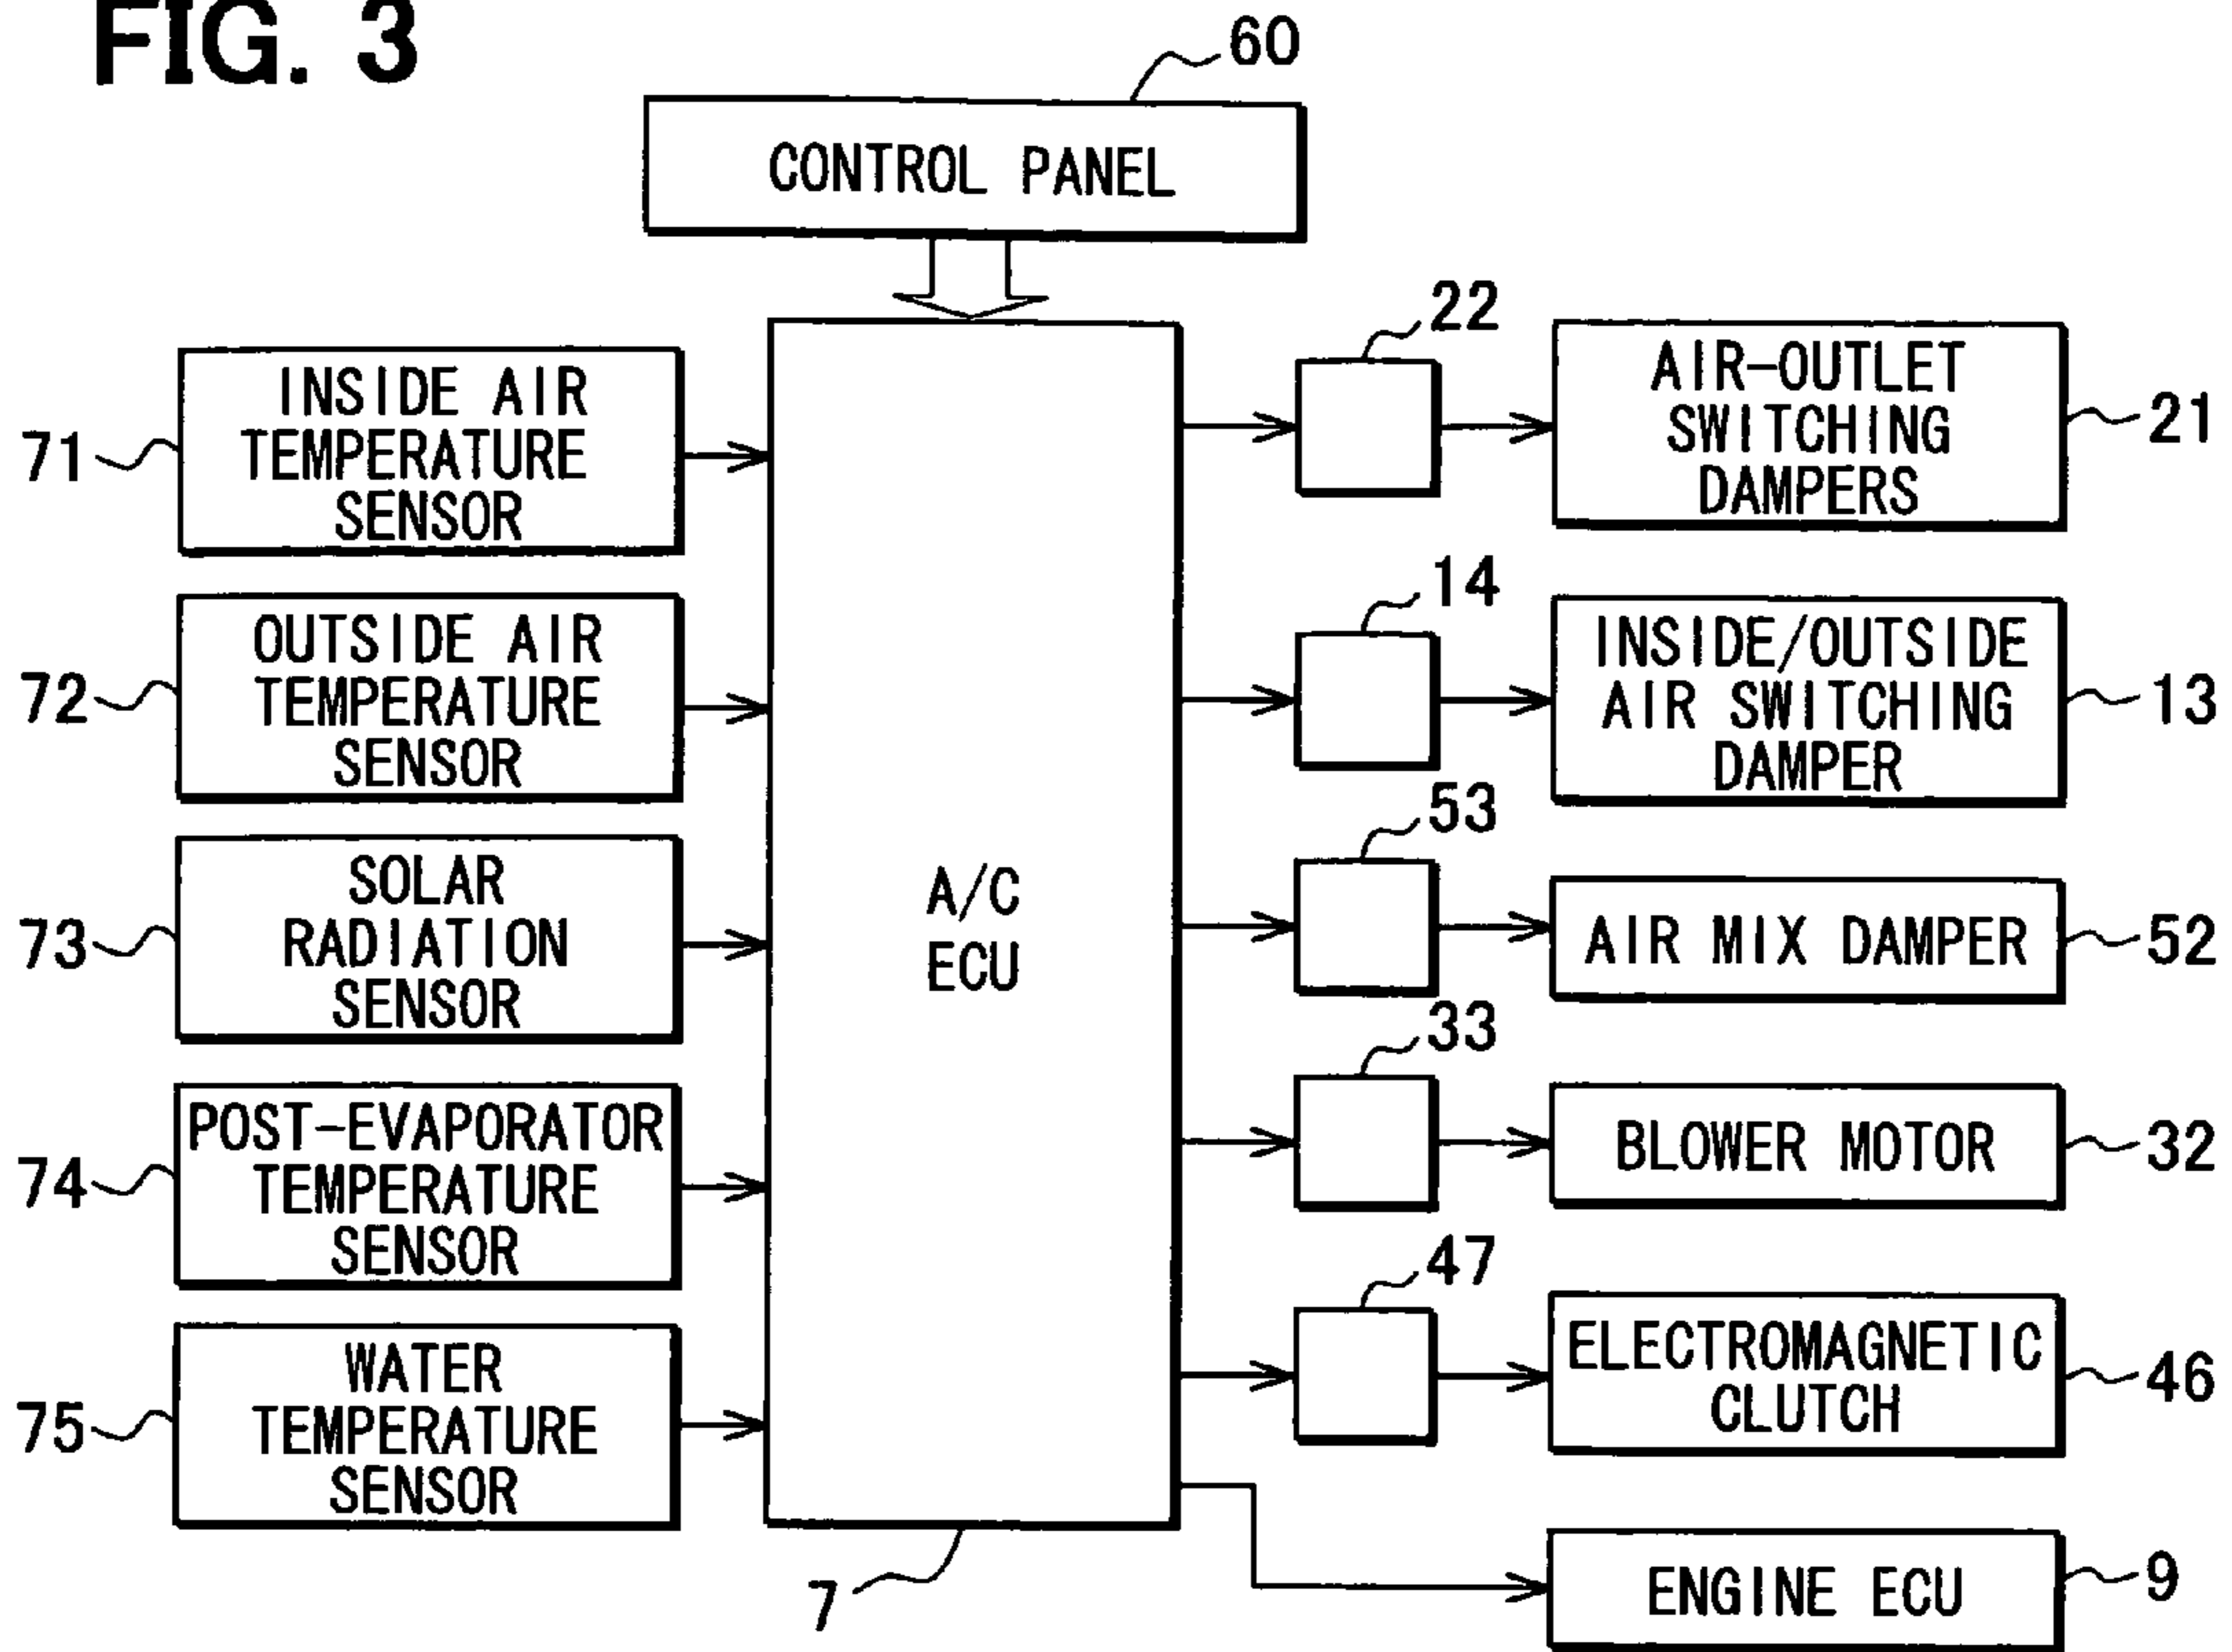 FIG. 3
60
CONTROL PANEL
71
INSIDE AIR
TEMPERATURE
SENSOR
72
OUTSIDE AIR
TEMPERATURE
SENSOR
73
SOLAR
RADIATION
SENSOR
74
POST-EVAPORATOR
TEMPERATURE
SENSOR
75
WATER
TEMPERATURE
SENSOR
A/C
ECU
7
22
AIR-OUTLET
SWITCHING
DAMPERS
21
14
INSIDE/OUTSIDE
AIR SWITCHING
DAMPER
13
53
AIR MIX DAMPER
52
33
BLOWER MOTOR
32
47
ELECTROMAGNETIC
CLUTCH
46
ENGINE ECU
9